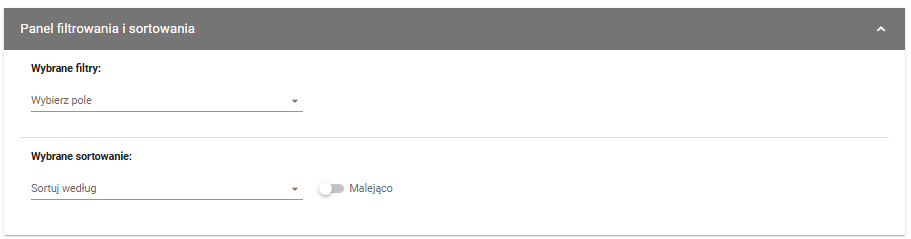 Panel filtrowania i sortowania
Wybrane filtry:
Wybierz pole
Wybrane sortowanie:
Sortuj według
Malejąco